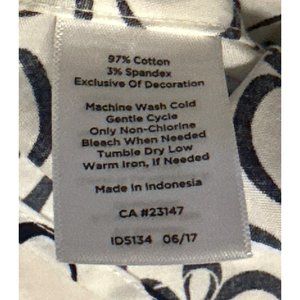 97% Cotton
3% Spandex
Exclusive Of Decoration
Machine Wash Cold
Gentle Cycle
Only Non-Chlorine
Bleach When Needed
Tumble Dry Low
Warm Iron, If Needed
Made in Indonesia
CA #23147
ID5134 06/17